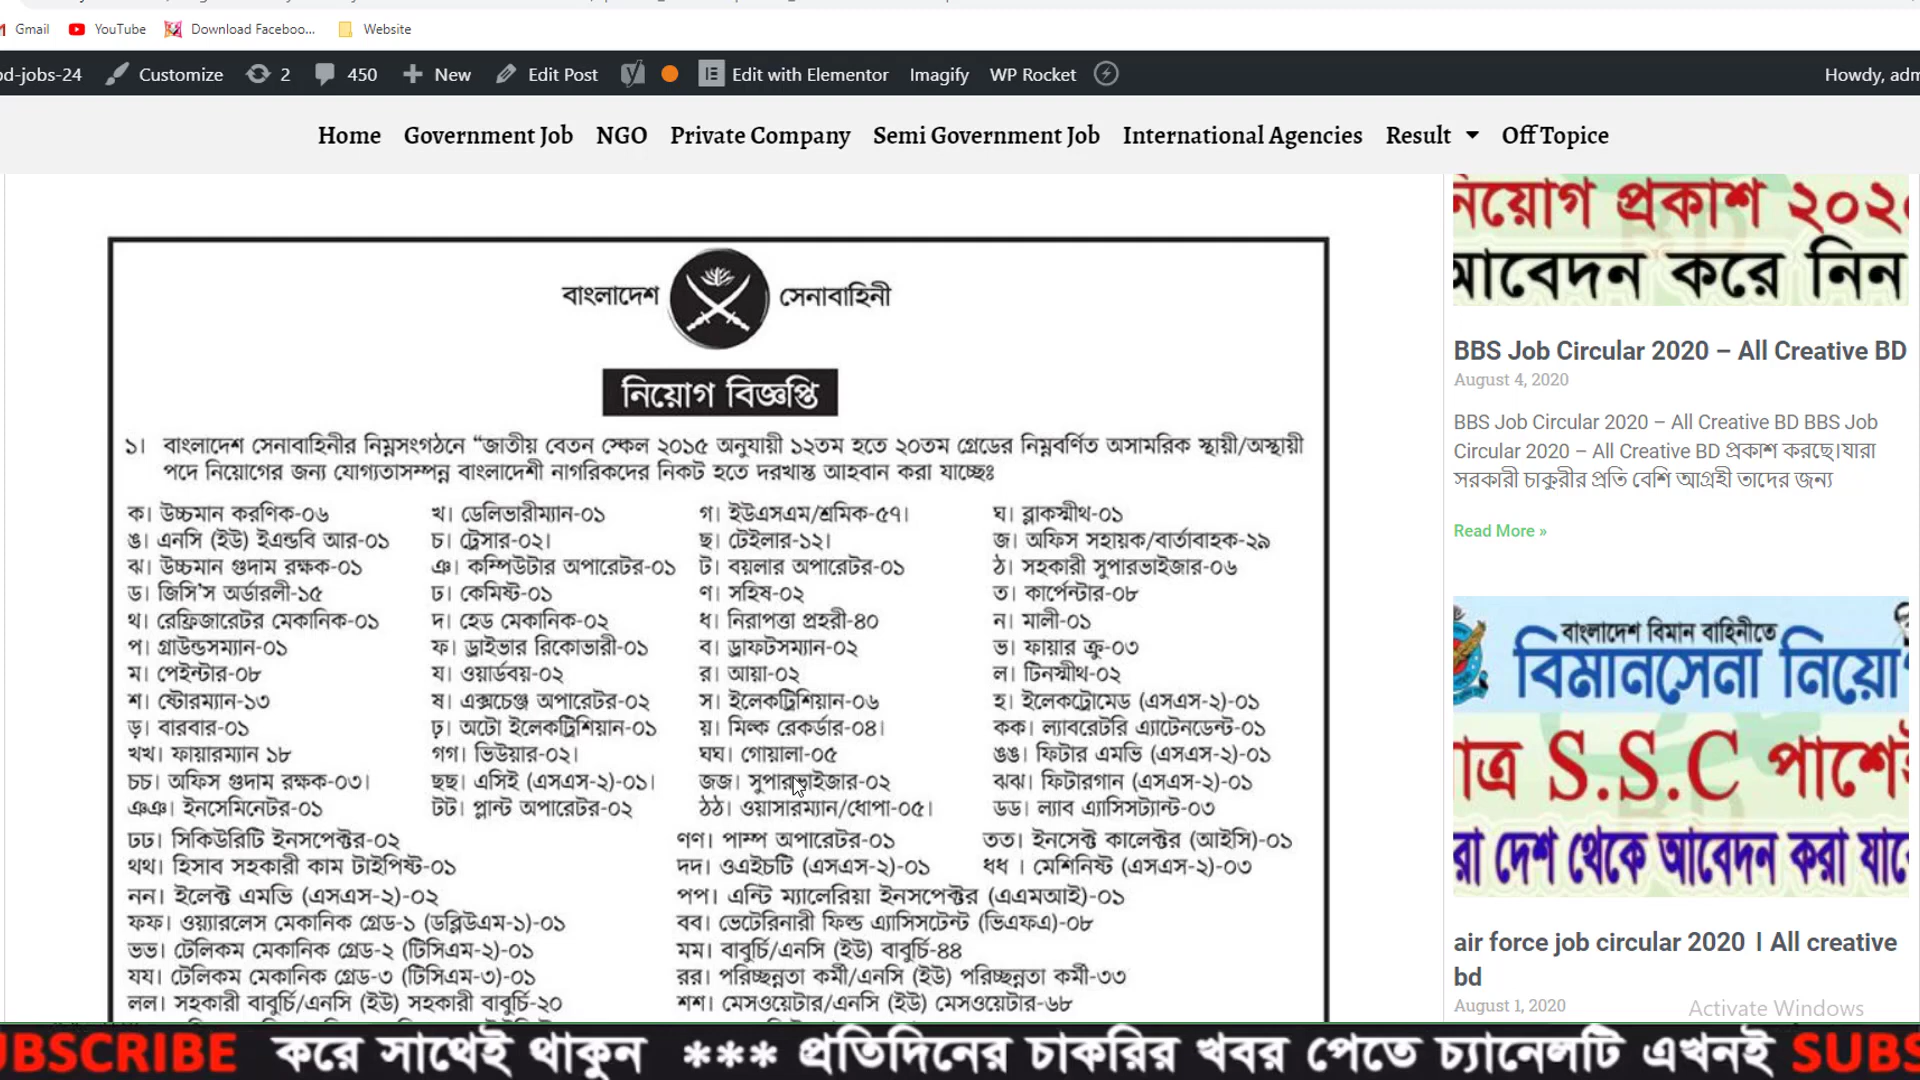 Gmail YouTube Download Faceboo... Website
bd-jobs-24 Customize 2 450 New Edit Post Edit with Elementor Imagify WP Rocket Howdy, adm
Home Government Job NGO Private Company Semi Government Job International Agencies Result Off Topice
বাংলাদেশ সেনাবাহিনী
নিয়োগ বিজ্ঞপ্তি
১। বাংলাদেশ সেনাবাহিনীর নিম্নসংগঠনে “জাতীয় বেতন স্কেল ২০১৫ অনুযায়ী ১২তম হতে ২০তম গ্রেডের নিম্নবর্ণিত অসামরিক স্থায়ী/অস্থায়ী
পদে নিয়োগের জন্য যোগ্যতাসম্পন্ন বাংলাদেশী নাগরিকদের নিকট হতে দরখাস্ত আহবান করা যাচ্ছেঃ
ক। উচ্চমান করণিক-০৬ খ। ডেলিভারীম্যান-০১ গ। ইউএসএম/শ্রমিক-৫৭। ঘ। ব্লাকস্মীথ-০১
ঙ। এনসি (ইউ) ইএন্ডবি আর-০১ চ। ট্রেসার-০২। ছ। টেইলার-১২। জ। অফিস সহায়ক/বার্তাবাহক-২৯
ঝ। উচ্চমান গুদাম রক্ষক-০১ ঞ। কম্পিউটার অপারেটর-০১ ট। বয়লার অপারেটর-০১ ঠ। সহকারী সুপারভাইজার-০৬
ড। জিসি’স অর্ডারলী-১৫ ঢ। কেমিষ্ট-০১ ণ। সহিষ-০২ ত। কার্পেন্টার-০৮
থ। রেফ্রিজারেটর মেকানিক-০১ দ। হেড মেকানিক-০২ ধ। নিরাপত্তা প্রহরী-৪০ ন। মালী-০১
প। গ্রাউন্ডসম্যান-০১ ফ। ড্রাইভার রিকোভারী-০১ ব। ড্রাফটসম্যান-০২ ভ। ফায়ার ক্রু-০৩
ম। পেইন্টার-০৮ য। ওয়ার্ডবয়-০২ র। আয়া-০২ ল। টিনস্মীথ-০২
শ। ষ্টোরম্যান-১৩ ষ। এক্সচেঞ্জ অপারেটর-০২ স। ইলেকট্রিশিয়ান-০৬ হ। ইলেকট্রোমেড (এসএস-২)-০১
ড়। বারবার-০১ ঢ়। অটো ইলেকট্রিশিয়ান-০১ য়। মিল্ক রেকর্ডার-০৪। কক। ল্যাবরেটরি এ্যাটেনডেন্ট-০১
খখ। ফায়ারম্যান ১৮ গগ। ভিউয়ার-০২। ঘঘ। গোয়ালা-০৫ ঙঙ। ফিটার এমভি (এসএস-২)-০১
চচ। অফিস গুদাম রক্ষক-০৩। ছছ। এসিই (এসএস-২)-০১। জজ। সুপারভাইজার-০২ ঝঝ। ফিটারগান (এসএস-২)-০১
ঞঞ। ইনসেমিনেটর-০১ টট। প্লান্ট অপারেটর-০২ ঠঠ। ওয়াসারম্যান/ধোপা-০৫। ডড। ল্যাব এ্যাসিসট্যান্ট-০৩
ঢঢ। সিকিউরিটি ইনসপেক্টর-০২ ণণ। পাম্প অপারেটর-০১ তত। ইনসেক্ট কালেক্টর (আইসি)-০১
থথ। হিসাব সহকারী কাম টাইপিষ্ট-০১ দদ। ওএইচটি (এসএস-২)-০১ ধধ । মেশিনিষ্ট (এসএস-২)-০৩
নন। ইলেক্ট এমভি (এসএস-২)-০২ পপ। এন্টি ম্যালেরিয়া ইনসপেক্টর (এএমআই)-০১
ফফ। ওয়্যারলেস মেকানিক গ্রেড-১ (ডব্লিউএম-১)-০১ বব। ভেটেরিনারী ফিল্ড এ্যাসিসটেন্ট (ভিএফএ)-০৮
ভভ। টেলিকম মেকানিক গ্রেড-২ (টিসিএম-২)-০১ মম। বাবুর্চি/এনসি (ইউ) বাবুর্চি-৪৪
যয। টেলিকম মেকানিক গ্রেড-৩ (টিসিএম-৩)-০১ রর। পরিচ্ছন্নতা কর্মী/এনসি (ইউ) পরিচ্ছন্নতা কর্মী-৩৩
লল। সহকারী বাবুর্চি/এনসি (ইউ) সহকারী বাবুর্চি-২০ শশ। মেসওয়েটার/এনসি (ইউ) মেসওয়েটার-৬৮
নিয়োগ প্রকাশ ২০২০
আবেদন করে নিন
BBS Job Circular 2020 – All Creative BD
August 4, 2020
BBS Job Circular 2020 – All Creative BD BBS Job
Circular 2020 – All Creative BD প্রকাশ করছে।যারা
সরকারী চাকুরীর প্রতি বেশি আগ্রহী তাদের জন্য
Read More »
বাংলাদেশ বিমান বাহিনীতে
বিমানসেনা নিয়ো
মাত্র S.S.C পাশেই
রা দেশ থেকে আবেদন করা যাবে
air force job circular 2020 । All creative
bd
August 1, 2020
Activate Windows
UBSCRIBE করে সাথেই থাকুন *** প্রতিদিনের চাকরির খবর পেতে চ্যানেলটি এখনই SUBS